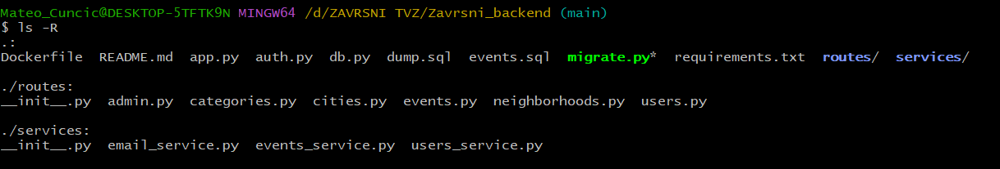 Mateo_Cuncic@DESKTOP-5TFTK9N MINGW64 /d/ZAVRSNI TVZ/Zavrsni_backend (main)
$ ls -R
.:
Dockerfile  README.md  app.py  auth.py  db.py  dump.sql  events.sql  migrate.py*  requirements.txt  routes/  services/
./routes:
__init__.py  admin.py  categories.py  cities.py  events.py  neighborhoods.py  users.py
./services:
__init__.py  email_service.py  events_service.py  users_service.py